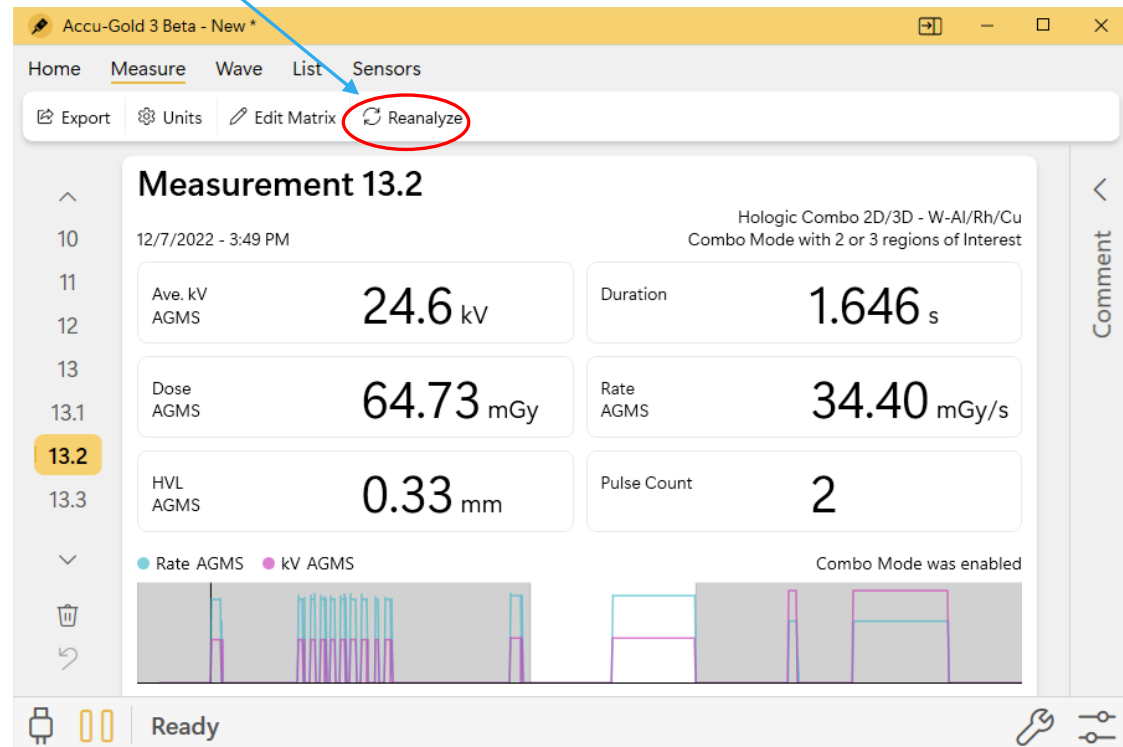 Accu-Gold 3 Beta - New *
Home Measure Wave List Sensors
Export Units Edit Matrix Reanalyze
Measurement 13.2
Hologic Combo 2D/3D - W-Al/Rh/Cu
12/7/2022 - 3:49 PM
Combo Mode with 2 or 3 regions of Interest
Ave. kV
AGMS
24.6 kV
Duration
1.646 s
Dose
AGMS
64.73 mGy
Rate
AGMS
34.40 mGy/s
HVL
AGMS
0.33 mm
Pulse Count
2
Rate AGMS kV AGMS
Combo Mode was enabled
10
11
12
13
13.1
13.2
13.3
Comment
Ready